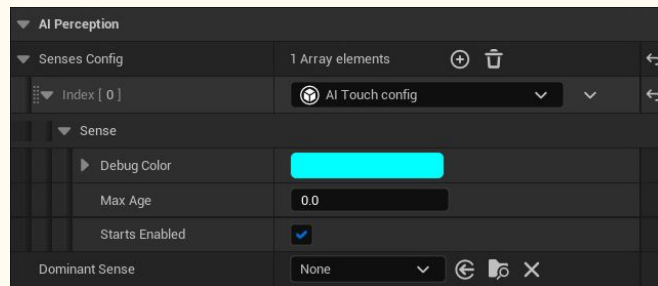 AI Perception
Senses Config 1 Array elements
Index [ 0 ] AI Touch config
Sense
Debug Color
Max Age 0.0
Starts Enabled
Dominant Sense None